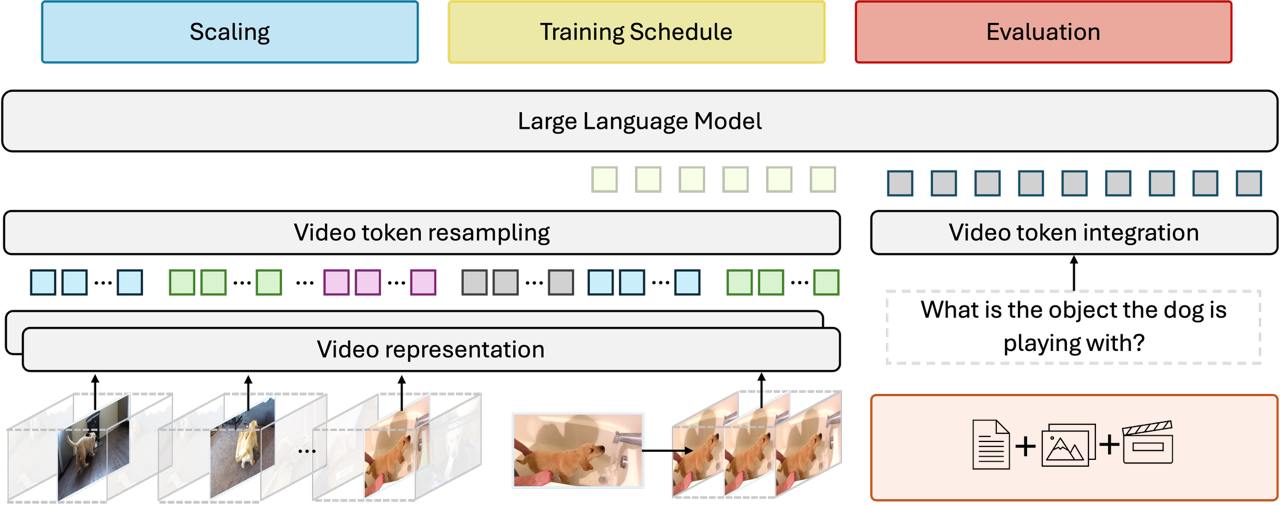 Scaling
Training Schedule
Evaluation
Large Language Model
Video token resampling
Video token integration
... ... ... ... ... ... ...
What is the object the dog is
playing with?
Video representation
...
+ +